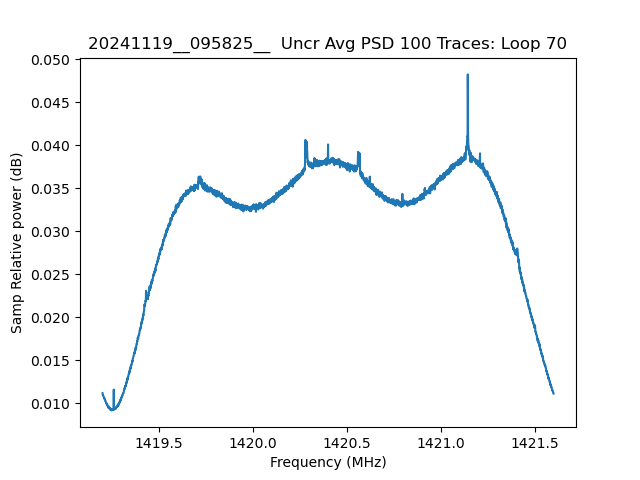 20241119__095825__  Uncr Avg PSD 100 Traces: Loop 70
0.050
0.045
0.040
0.035
0.030
0.025
0.020
0.015
0.010
Samp Relative power (dB)
1419.5 1420.0 1420.5 1421.0 1421.5
Frequency (MHz)